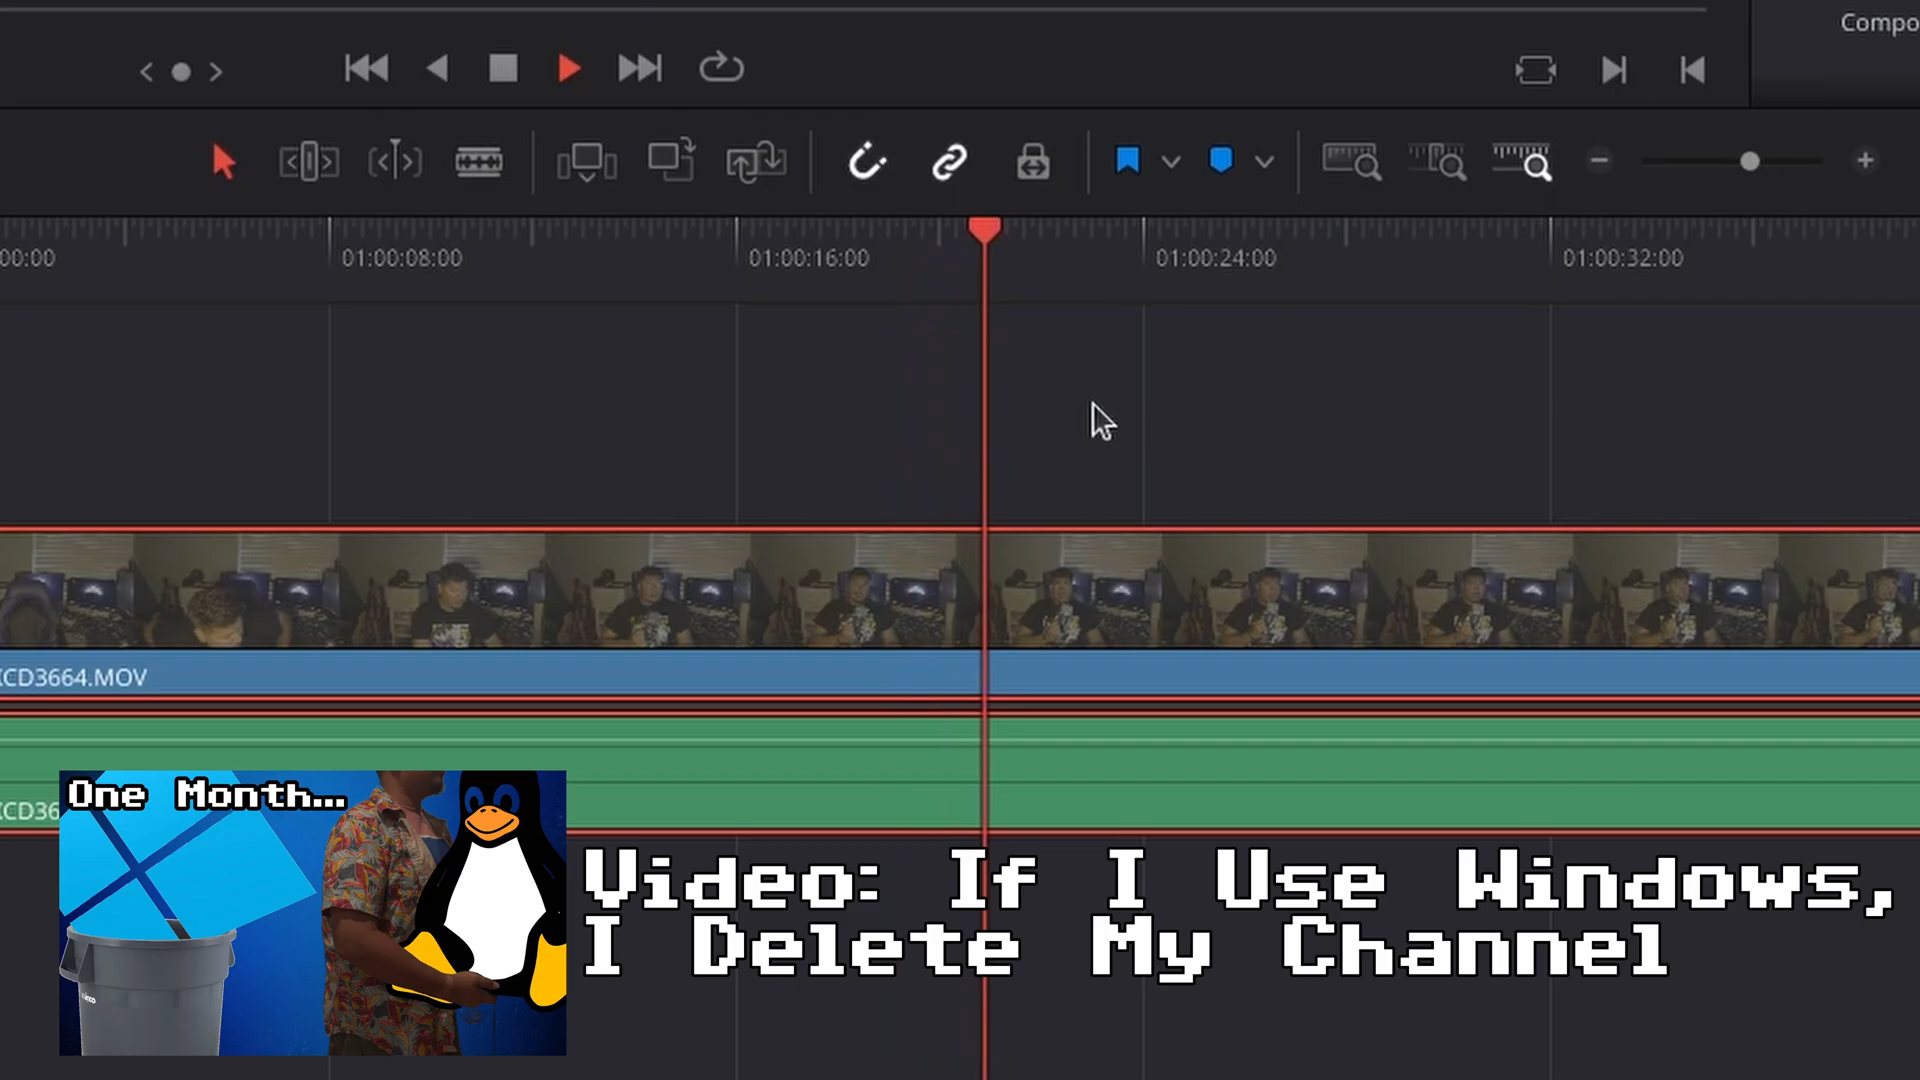 Compo
00:00
01:00:08:00
01:00:16:00
01:00:24:00
01:00:32:00
CD3664.MOV
CD36
One Month...
Video: If I Use Windows,
I Delete My Channel